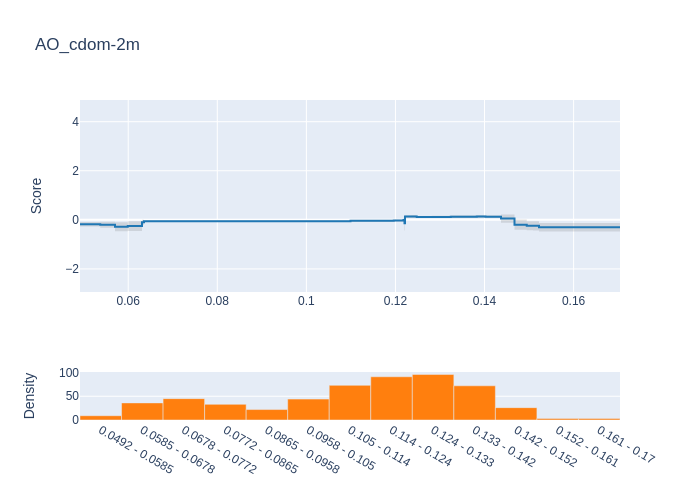 AO_cdom-2m
Score
4
2
0
−2
0.06
0.08
0.1
0.12
0.14
0.16
Density
100
50
0
0.0492 - 0.0585
0.0585 - 0.0678
0.0678 - 0.0772
0.0772 - 0.0865
0.0865 - 0.0958
0.0958 - 0.105
0.105 - 0.114
0.114 - 0.124
0.124 - 0.133
0.133 - 0.142
0.142 - 0.152
0.152 - 0.161
0.161 - 0.17